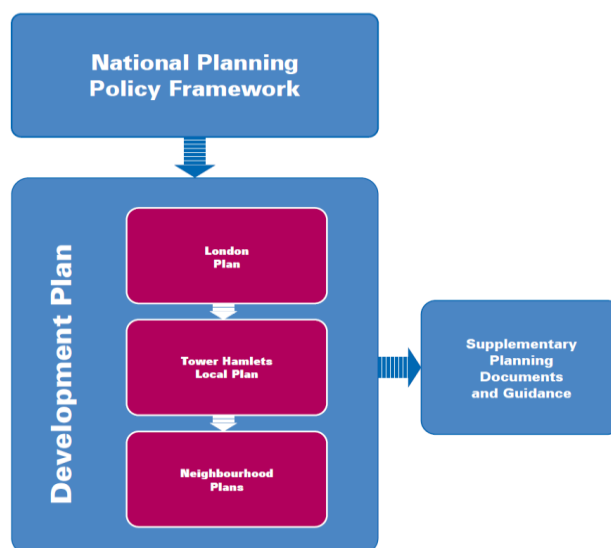 National Planning
Policy Framework
Development Plan
London
Plan
Tower Hamlets
Local Plan
Neighbourhood
Plans
Supplementary
Planning
Documents
and Guidance